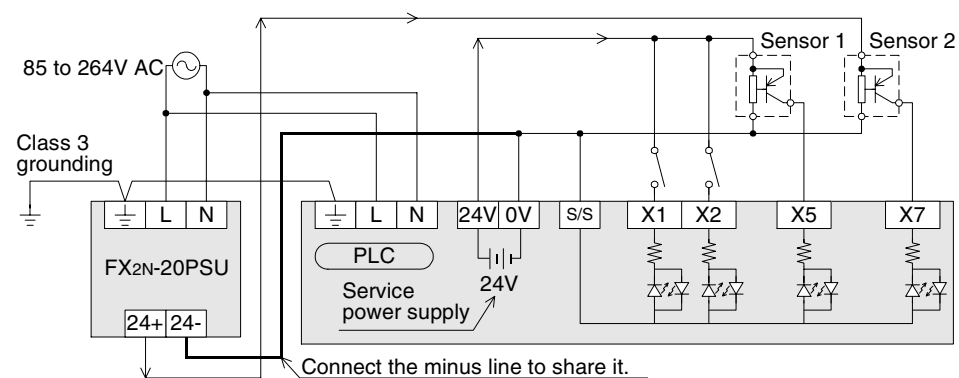 Sensor 1
Sensor 2
85 to 264V AC
Class 3
grounding
L
N
L
N
24V
0V
S/S
X1
X2
X5
X7
FX2N-20PSU
PLC
24V
Service
power supply
24+
24-
Connect the minus line to share it.